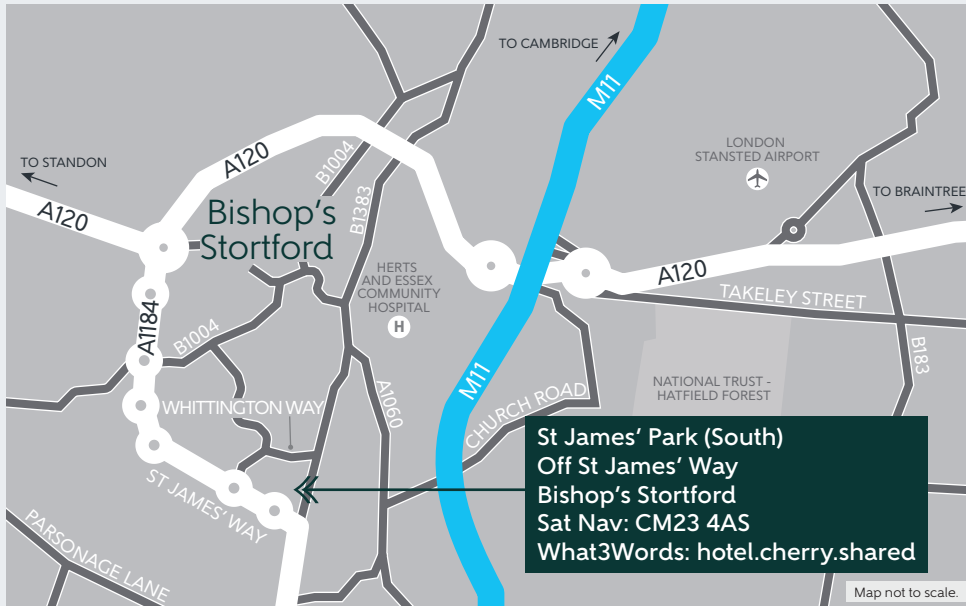 TO CAMBRIDGE
M11
LONDON
STANSTED AIRPORT
TO STANDON
A120
B1004
B1383
TO BRAINTREE
A120
Bishop's
Stortford
HERTS
AND ESSEX
COMMUNITY
HOSPITAL
H
A120
TAKELEY STREET
A1184
B1004
B183
M11
A1060
CHURCH ROAD
NATIONAL TRUST -
HATFIELD FOREST
WHITTINGTON WAY
ST JAMES' WAY
PARSONAGE LANE
St James' Park (South)
Off St James' Way
Bishop's Stortford
Sat Nav: CM23 4AS
What3Words: hotel.cherry.shared
Map not to scale.